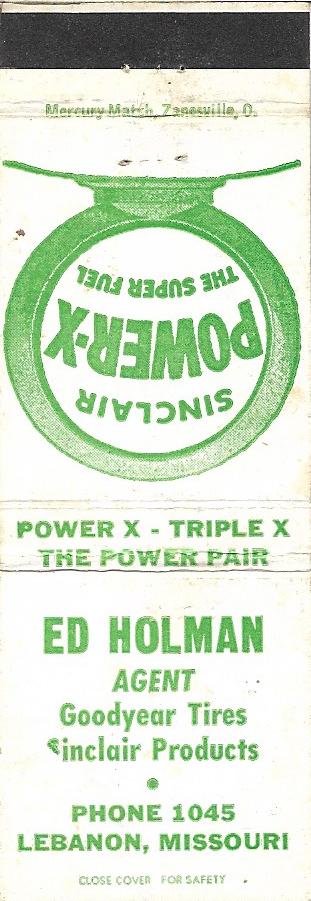 Mercury Match, Zanesville, O.
SINCLAIR
POWER-X
THE SUPER FUEL
POWER X - TRIPLE X
THE POWER PAIR
ED HOLMAN
AGENT
Goodyear Tires
Sinclair Products
PHONE 1045
LEBANON, MISSOURI
CLOSE COVER FOR SAFETY